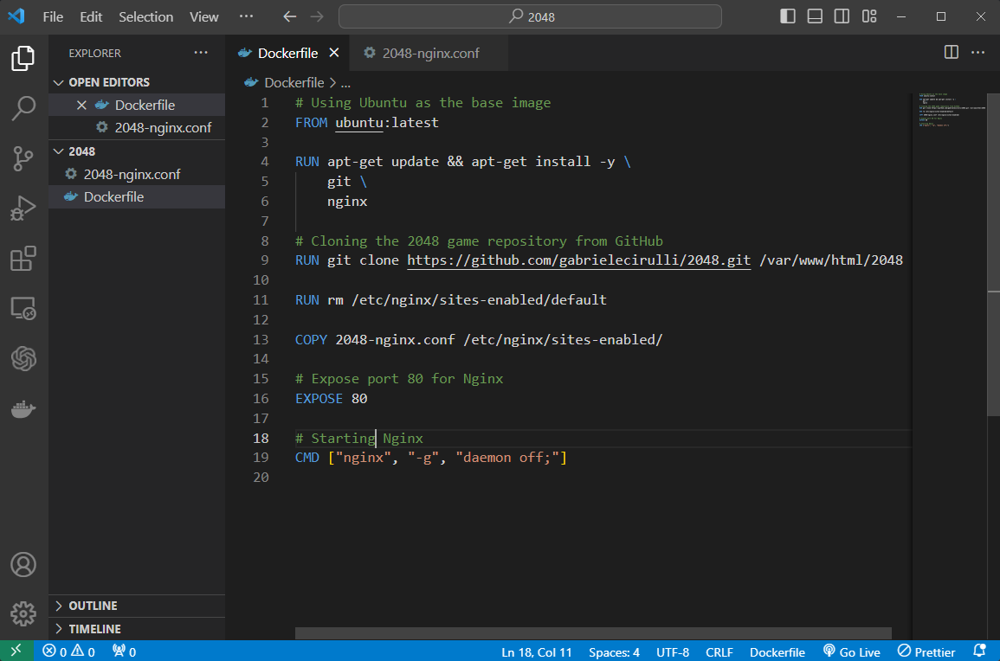 File Edit Selection View ··· 2048
EXPLORER ···
OPEN EDITORS
Dockerfile
2048-nginx.conf
2048
2048-nginx.conf
Dockerfile
OUTLINE
TIMELINE
Dockerfile 2048-nginx.conf
Dockerfile > ...
1 # Using Ubuntu as the base image
2 FROM ubuntu:latest
3
4 RUN apt-get update && apt-get install -y \
5 git \
6 nginx
7
8 # Cloning the 2048 game repository from GitHub
9 RUN git clone https://github.com/gabrielecirulli/2048.git /var/www/html/2048
10
11 RUN rm /etc/nginx/sites-enabled/default
12
13 COPY 2048-nginx.conf /etc/nginx/sites-enabled/
14
15 # Expose port 80 for Nginx
16 EXPOSE 80
17
18 # Starting Nginx
19 CMD ["nginx", "-g", "daemon off;"]
20
0 0 0 Ln 18, Col 11 Spaces: 4 UTF-8 CRLF Dockerfile Go Live Prettier